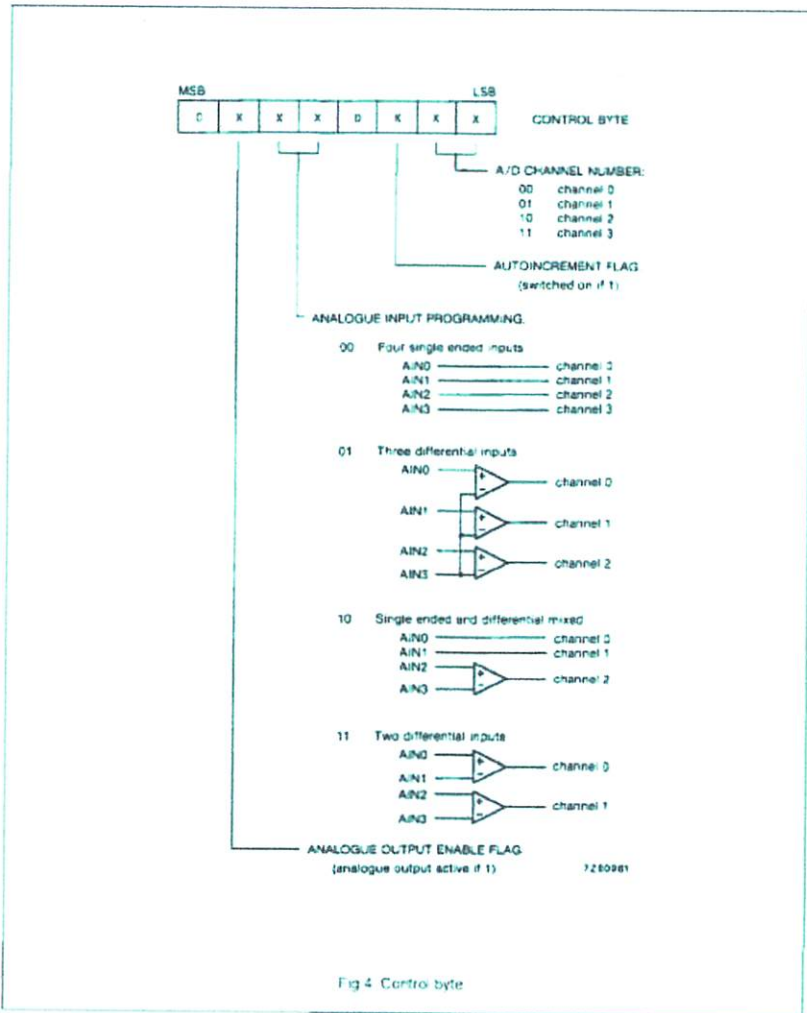 MSB LSB
0 X X X 0 X X X CONTROL BYTE
A/D CHANNEL NUMBER:
00 channel 0
01 channel 1
10 channel 2
11 channel 3
AUTOINCREMENT FLAG
(switched on if 1)
ANALOGUE INPUT PROGRAMMING:
00 Four single ended inputs
AIN0 channel 0
AIN1 channel 1
AIN2 channel 2
AIN3 channel 3
01 Three differential inputs
AIN0 channel 0
AIN1 channel 1
AIN2 channel 2
AIN3
10 Single ended and differential mixed
AIN0 channel 0
AIN1 channel 1
AIN2 channel 2
AIN3
11 Two differential inputs
AIN0 channel 0
AIN1
AIN2 channel 1
AIN3
ANALOGUE OUTPUT ENABLE FLAG
(analogue output active if 1) 7Z80961
Fig.4 Control byte